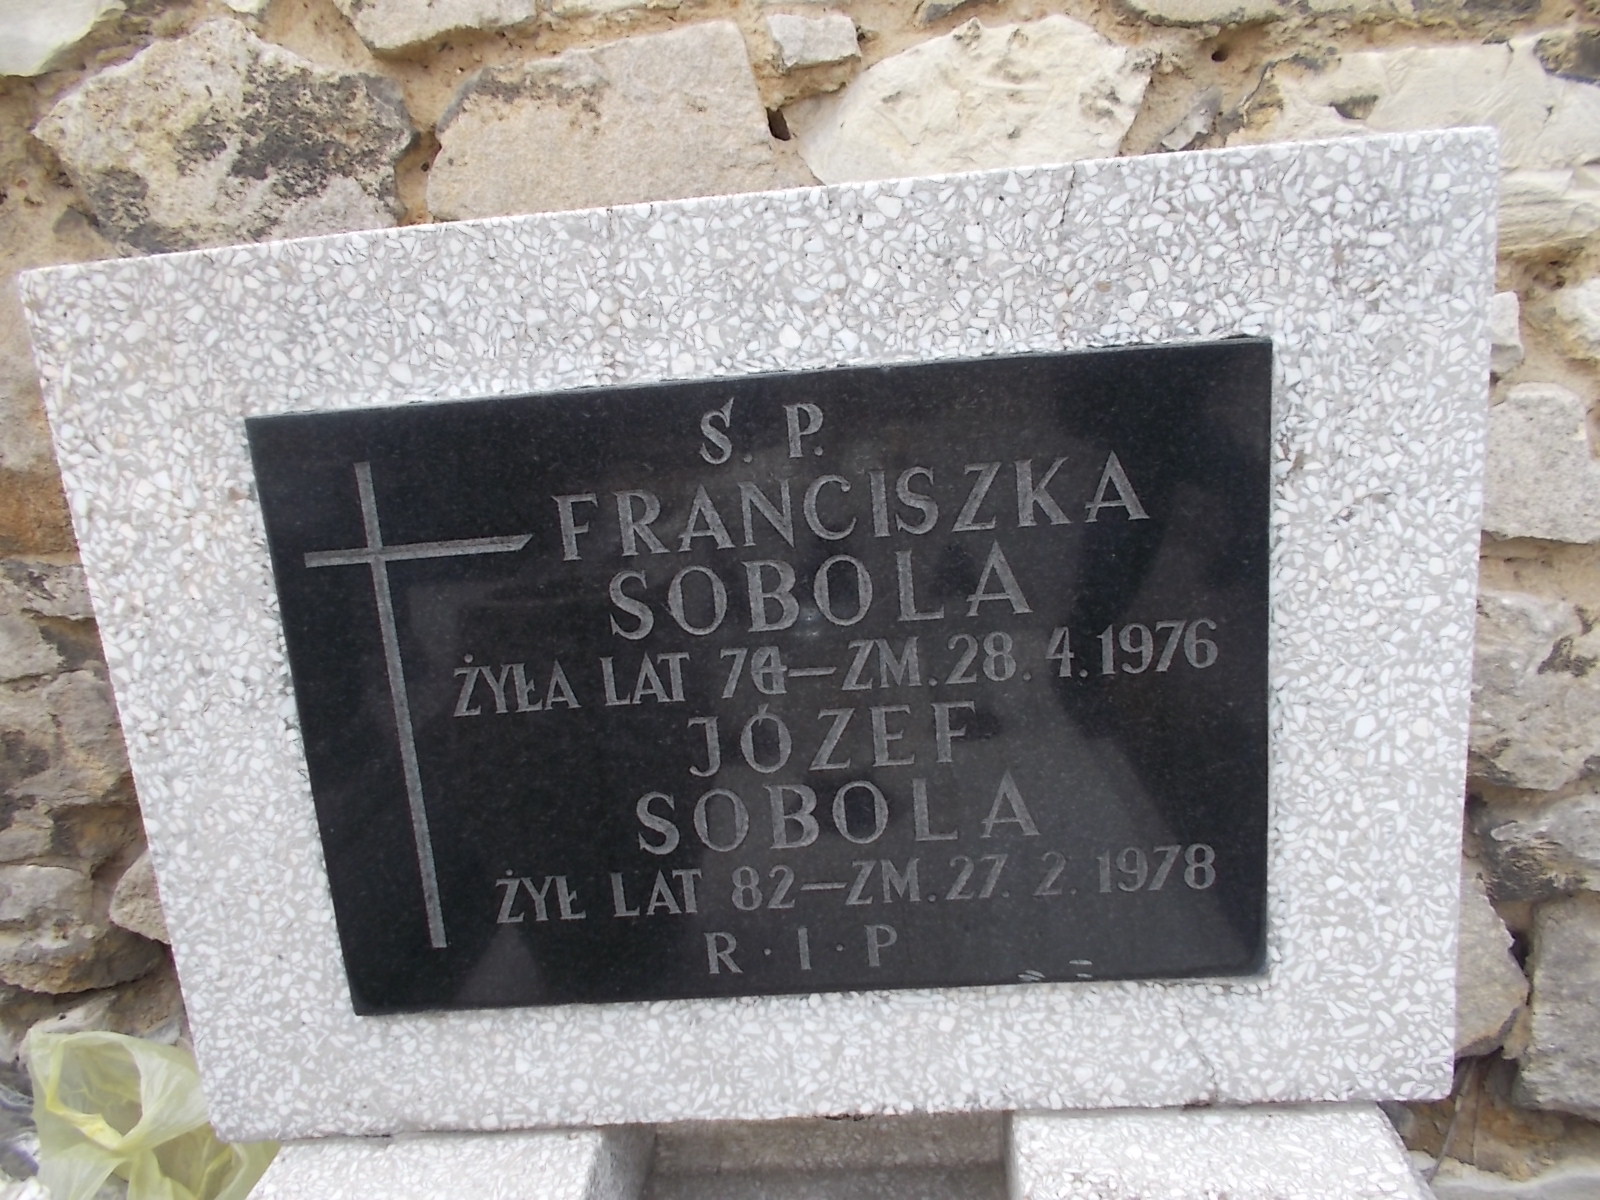 Ś. P.
FRANCISZKA
SOBOLA
ŻYŁA LAT — ZM. 28. 4. 1976
JÓZEF
SOBOLA
ŻYŁ LAT 82 — ZM. 27. 2. 1978
R · I · P